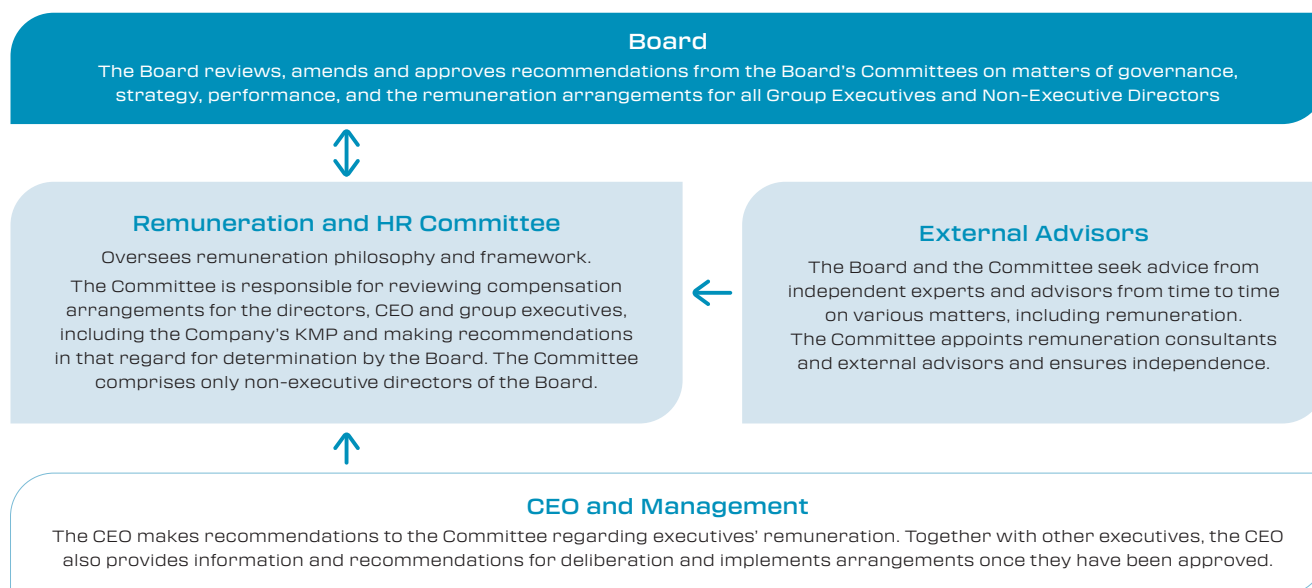 Board
The Board reviews, amends and approves recommendations from the Board's Committees on matters of governance,
strategy, performance, and the remuneration arrangements for all Group Executives and Non-Executive Directors
Remuneration and HR Committee
Oversees remuneration philosophy and framework.
The Committee is responsible for reviewing compensation
arrangements for the directors, CEO and group executives,
including the Company's KMP and making recommendations
in that regard for determination by the Board. The Committee
comprises only non-executive directors of the Board.
External Advisors
The Board and the Committee seek advice from
independent experts and advisors from time to time
on various matters, including remuneration.
The Committee appoints remuneration consultants
and external advisors and ensures independence.
CEO and Management
The CEO makes recommendations to the Committee regarding executives' remuneration. Together with other executives, the CEO
also provides information and recommendations for deliberation and implements arrangements once they have been approved.